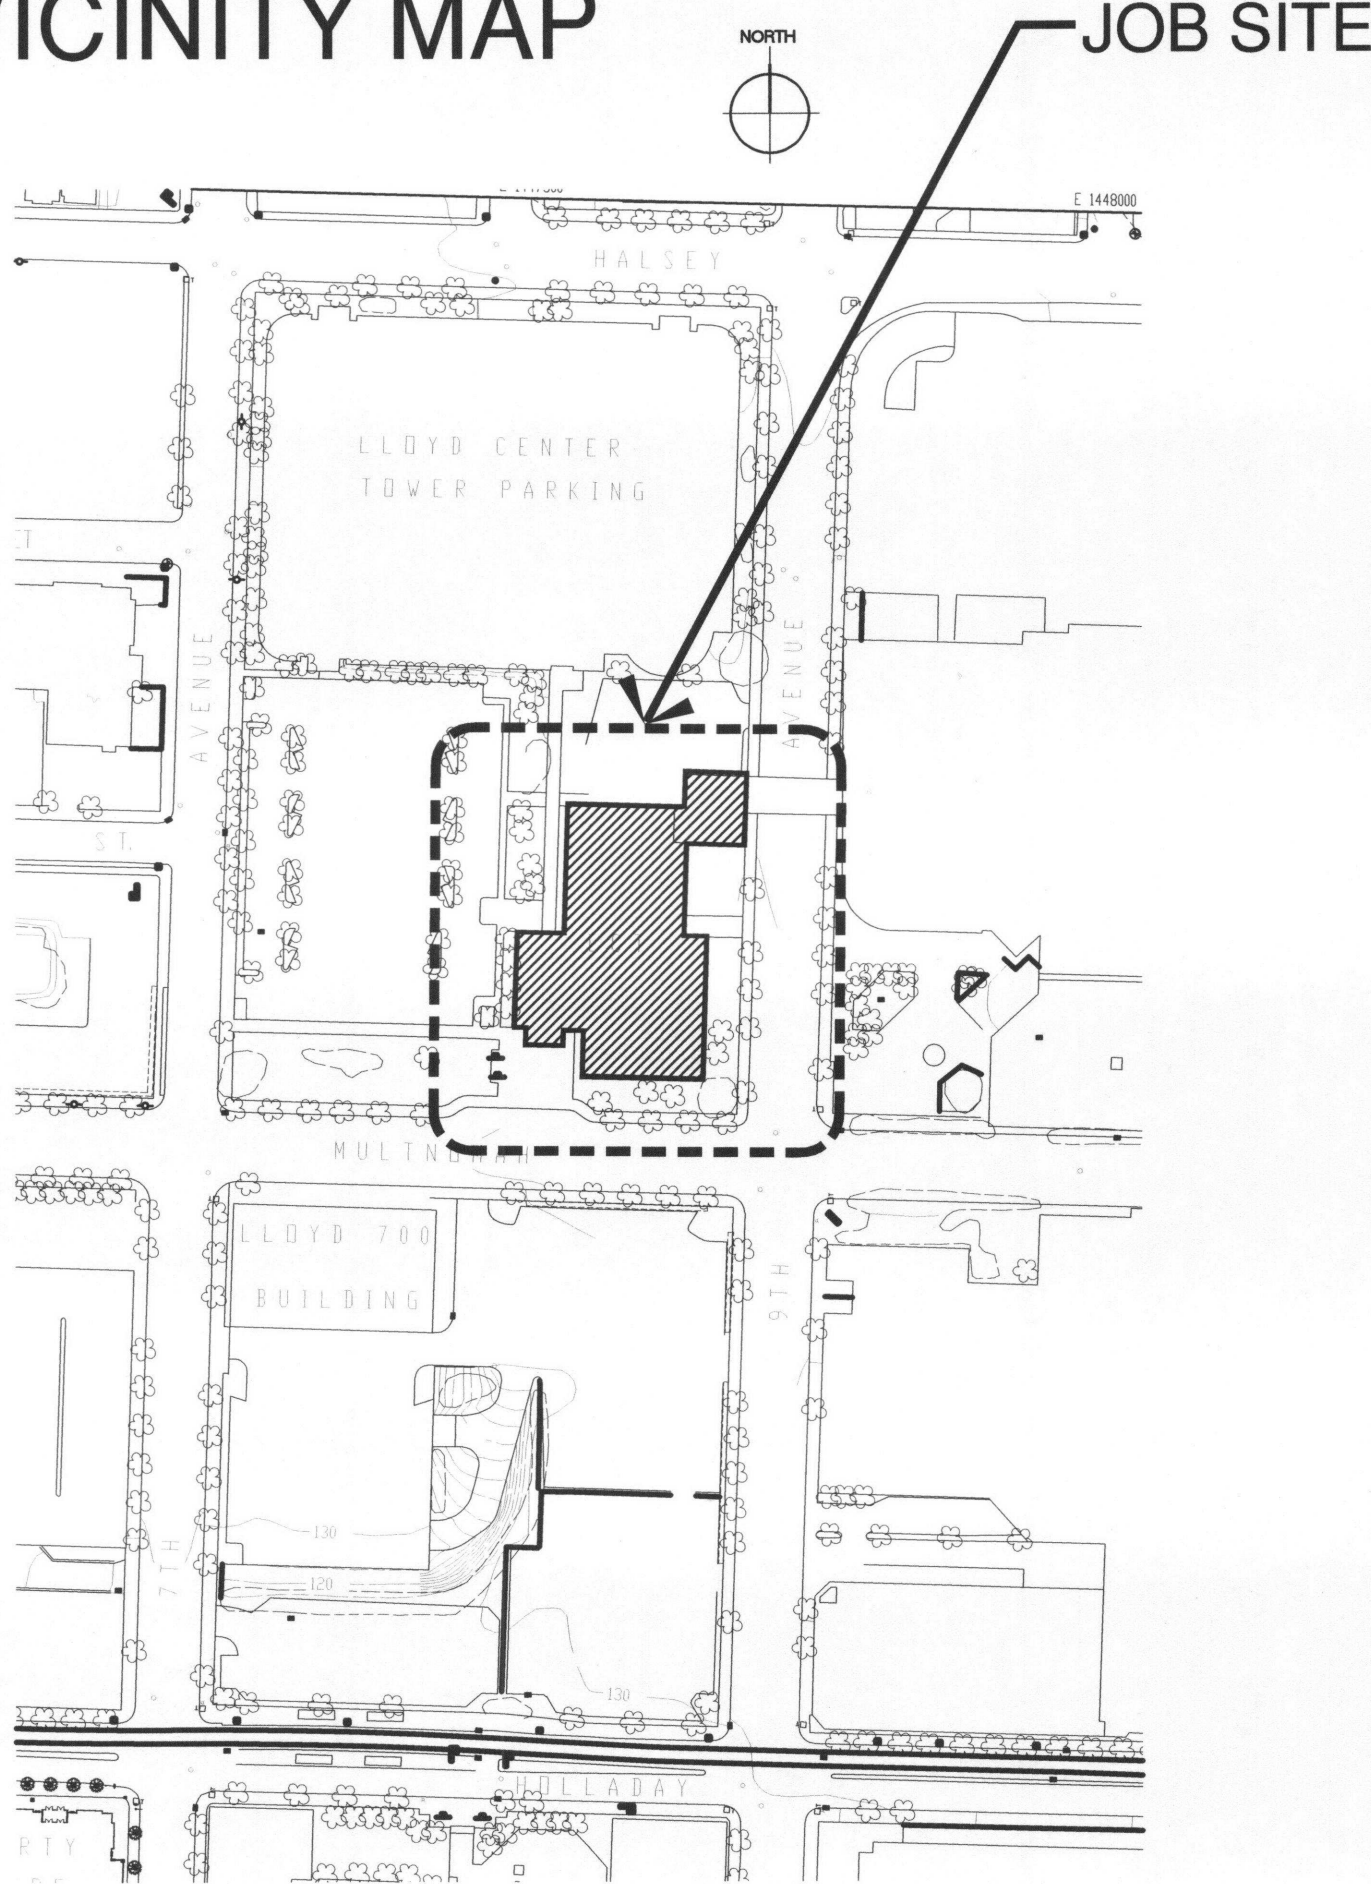 VICINITY MAP
JOB SITE
NORTH
E 1448000
HALSEY
LLOYD CENTER
TOWER PARKING
AVENUE
AVENUE
ST.
MULTNOMAH
LLOYD 700
BUILDING
9TH
7TH
130
120
130
HOLLADAY